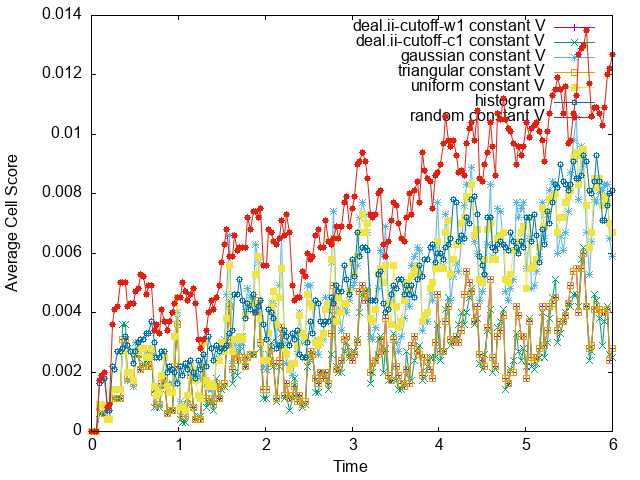 0.014
deal.ii-cutoff-w1 constant V
deal.ii-cutoff-c1 constant V
gaussian constant V
triangular constant V
uniform constant V
histogram
random constant V
0.012
0.01
0.008
0.006
0.004
0.002
0
Average Cell Score
0 1 2 3 4 5 6
Time